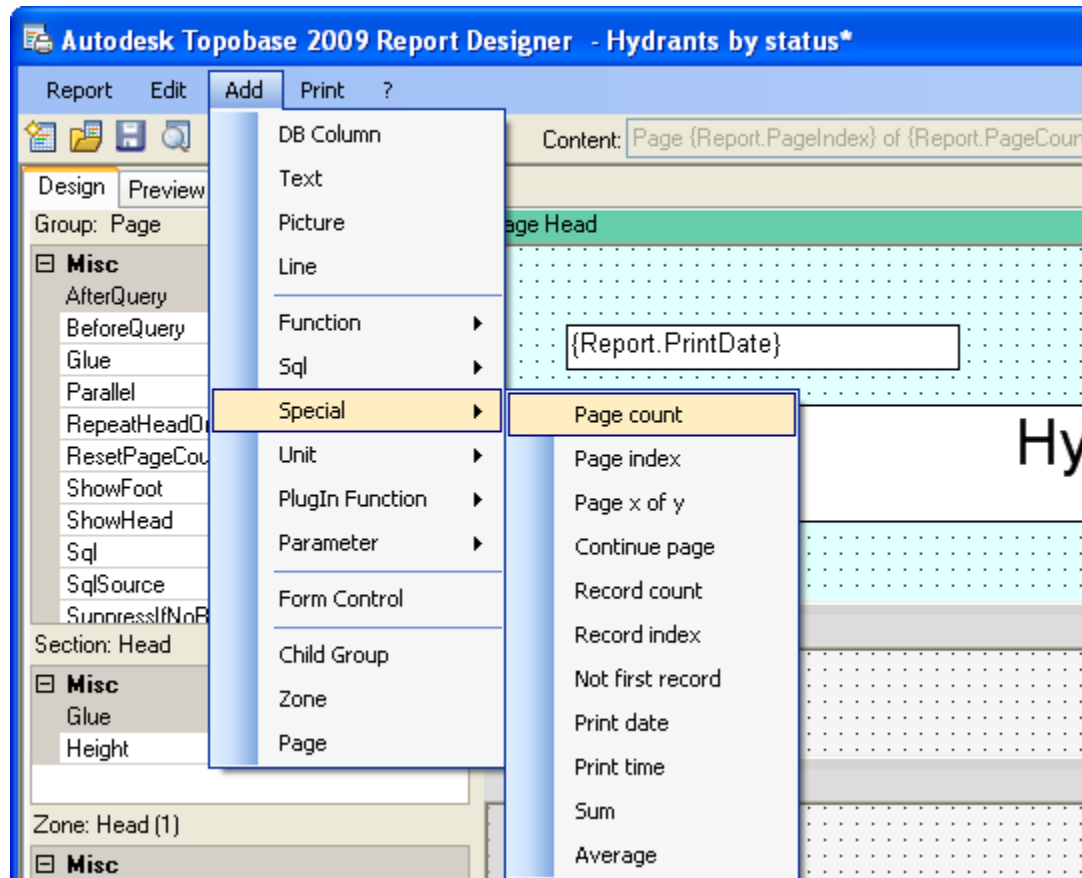 Autodesk Topobase 2009 Report Designer - Hydrants by status*
Report Edit Add Print ?
Content: Page {Report.PageIndex} of {Report.PageCoun
Design Preview
Group: Page
Misc
AfterQuery
BeforeQuery
Glue
Parallel
RepeatHeadOn
ResetPageCou
ShowFoot
ShowHead
Sql
SqlSource
SuppressIfNoR
Section: Head
Misc
Glue
Height
Zone: Head (1)
Misc
DB Column
Text
Picture
Line
Function
Sql
Special
Unit
PlugIn Function
Parameter
Form Control
Child Group
Zone
Page
Page count
Page index
Page x of y
Continue page
Record count
Record index
Not first record
Print date
Print time
Sum
Average
age Head
{Report.PrintDate}
Hy